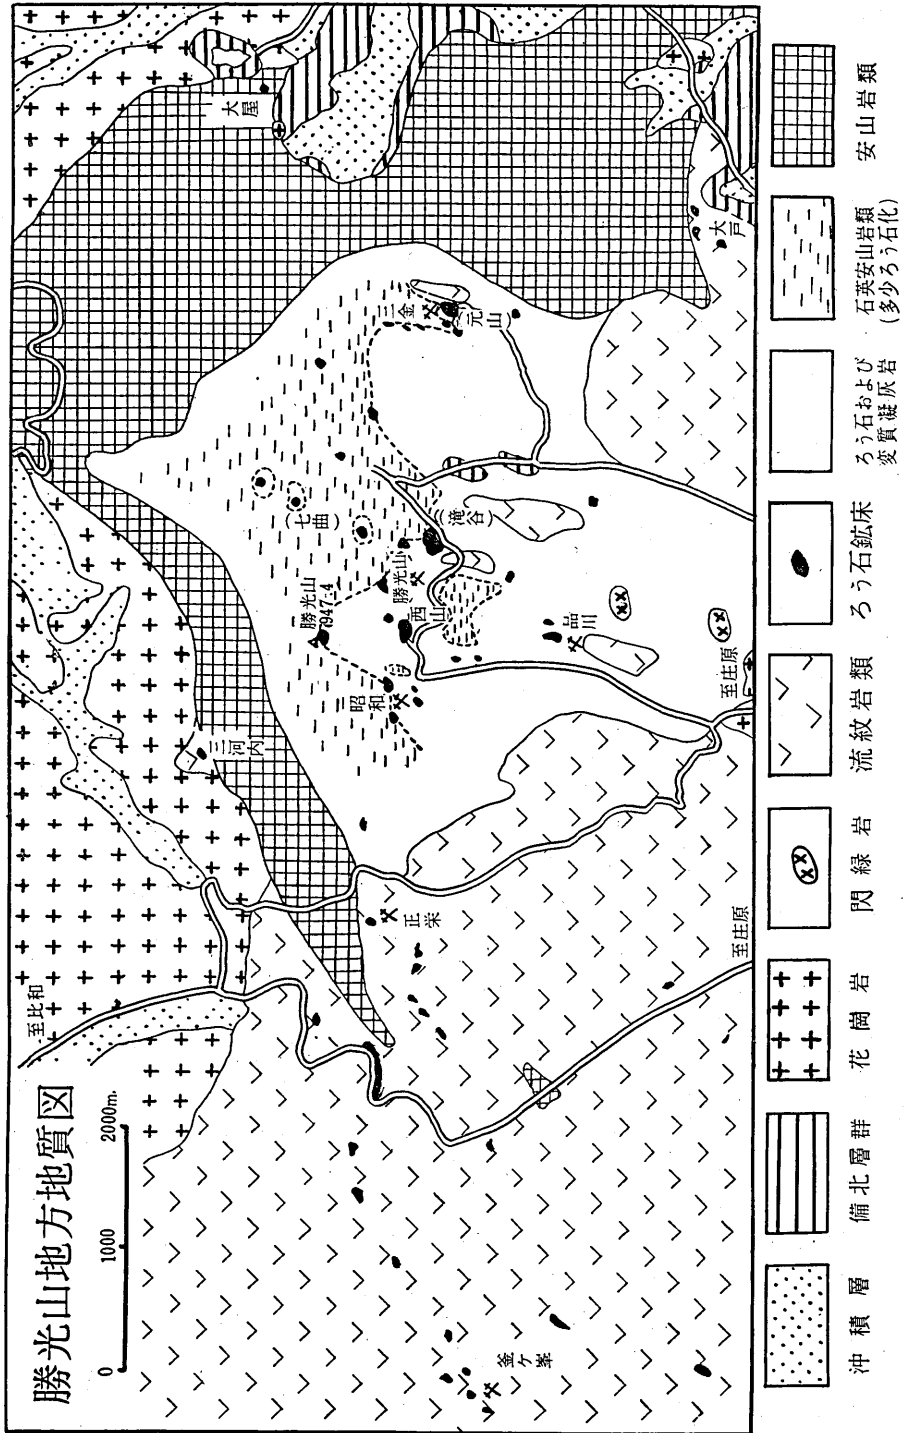 勝光山地方地質図
0 1000 2000m.
至比和
三河内
大屋
勝光山
947.4
(七曲)
昭和
西山
勝光山
(滝谷)
三金
(元山)
大戸
品川
正栄
釜ケ峯
至庄原
至庄原
沖積層
備北層群
花崗岩
閃緑岩
流紋岩類
ろう石鉱床
ろう石および
変質凝灰岩
石英安山岩類
(多少ろう石化)
安山岩類